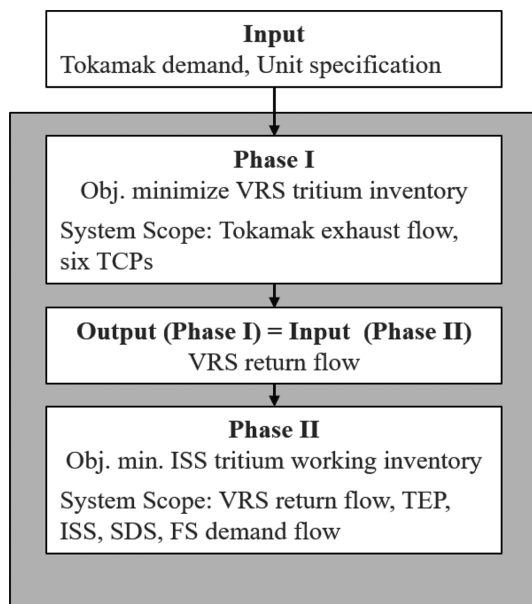 Input
Tokamak demand, Unit specification
Phase I
Obj. minimize VRS tritium inventory
System Scope: Tokamak exhaust flow,
six TCPs
Output (Phase I) = Input (Phase II)
VRS return flow
Phase II
Obj. min. ISS tritium working inventory
System Scope: VRS return flow, TEP,
ISS, SDS, FS demand flow